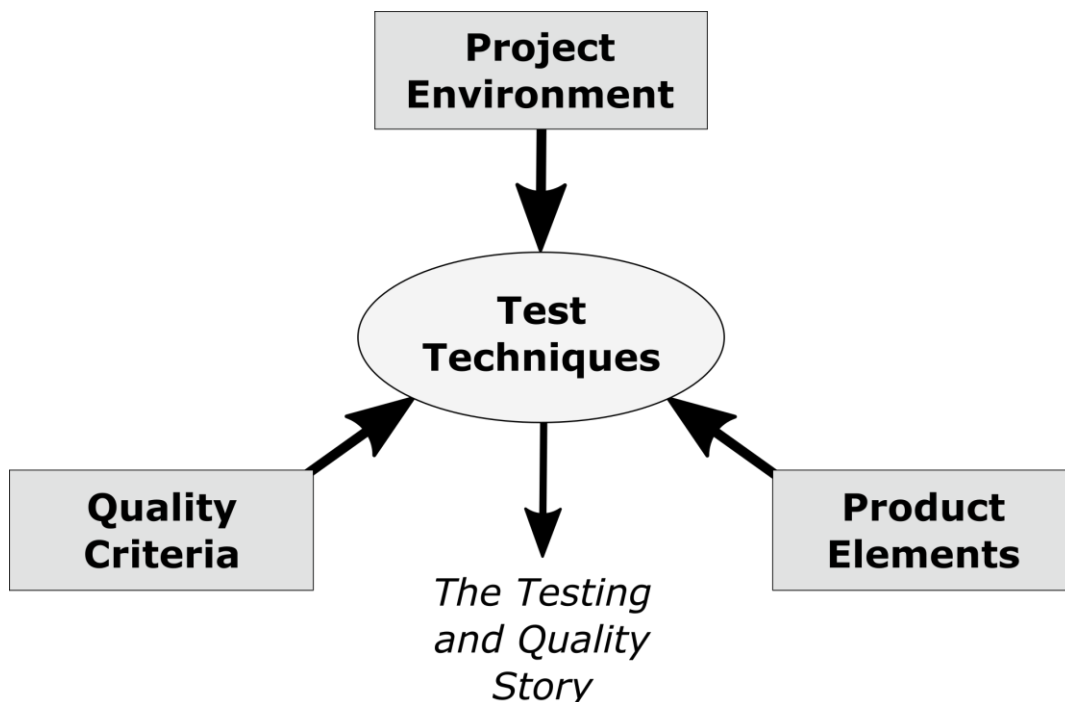 Project
Environment
Test
Techniques
Quality
Criteria
Product
Elements
The Testing
and Quality
Story